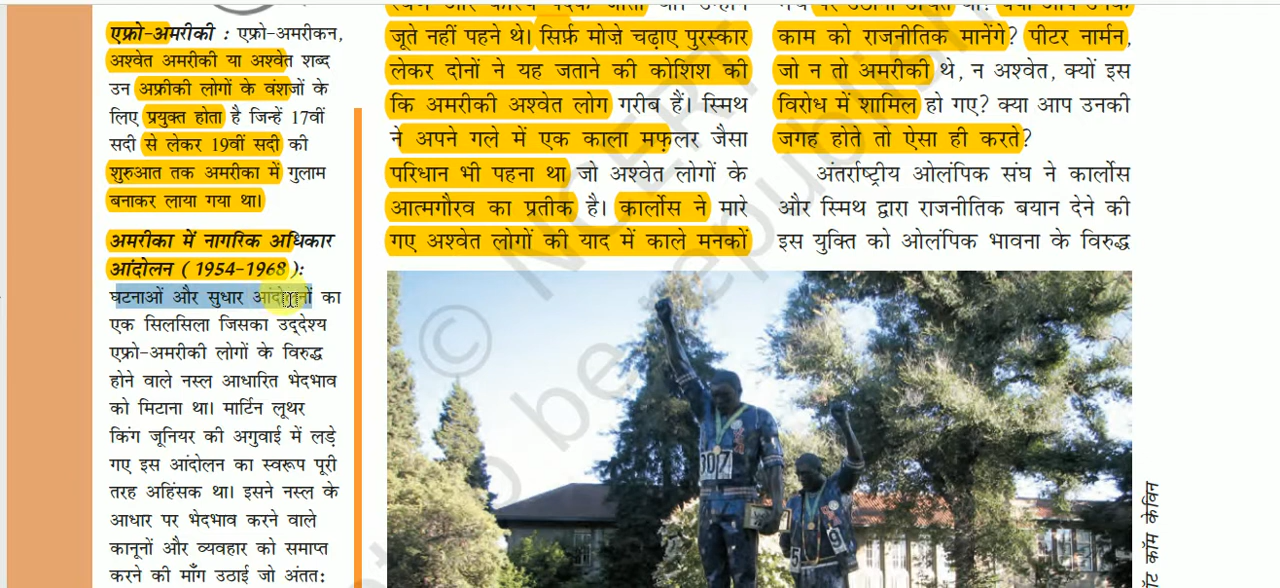 एफ्रो-अमरीकी : एफ्रो-अमरीकन,
अश्वेत अमरीकी या अश्वेत शब्द
उन अफ्रीकी लोगों के वंशजों के
लिए प्रयुक्त होता है जिन्हें 17वीं
सदी से लेकर 19वीं सदी की
शुरुआत तक अमरीका में गुलाम
बनाकर लाया गया था।
अमरीका में नागरिक अधिकार
आंदोलन ( 1954-1968 ):
घटनाओं और सुधार आंदोलनों का
एक सिलसिला जिसका उद्देश्य
एफ्रो-अमरीकी लोगों के विरुद्ध
होने वाले नस्ल आधारित भेदभाव
को मिटाना था। मार्टिन लूथर
किंग जूनियर की अगुवाई में लड़े
गए इस आंदोलन का स्वरूप पूरी
तरह अहिंसक था। इसने नस्ल के
आधार पर भेदभाव करने वाले
कानूनों और व्यवहार को समाप्त
करने की माँग उठाई जो अंततः
जूते नहीं पहने थे। सिर्फ़ मोज़े चढ़ाए पुरस्कार
लेकर दोनों ने यह जताने की कोशिश की
कि अमरीकी अश्वेत लोग गरीब हैं। स्मिथ
ने अपने गले में एक काला मफ़लर जैसा
परिधान भी पहना था जो अश्वेत लोगों के
आत्मगौरव का प्रतीक है। कार्लोस ने मारे
गए अश्वेत लोगों की याद में काले मनकों
काम को राजनीतिक मानेंगे? पीटर नार्मन,
जो न तो अमरीकी थे, न अश्वेत, क्यों इस
विरोध में शामिल हो गए? क्या आप उनकी
जगह होते तो ऐसा ही करते?
अंतर्राष्ट्रीय ओलंपिक संघ ने कार्लोस
और स्मिथ द्वारा राजनीतिक बयान देने की
इस युक्ति को ओलंपिक भावना के विरुद्ध
© NCERT
be republish
कॉम केविन